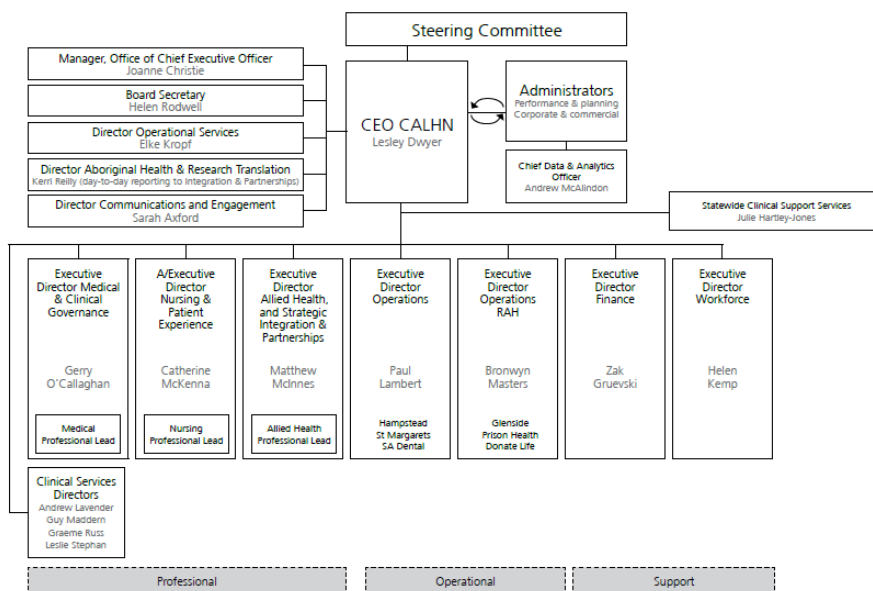 Steering Committee
Manager, Office of Chief Executive Officer
Joanne Christie
Board Secretary
Helen Rodwell
Director Operational Services
Elke Kropf
Director Aboriginal Health & Research Translation
Kerri Reilly (day-to-day reporting to Integration & Partnerships)
Director Communications and Engagement
Sarah Axford
CEO CALHN
Lesley Dwyer
Administrators
Performance & planning
Corporate & commercial
Chief Data & Analytics
Officer
Andrew McAlindon
Statewide Clinical Support Services
Julie Hartley-Jones
Executive
Director Medical
& Clinical
Governance
Gerry
O'Callaghan
Medical
Professional Lead
A/Executive
Director
Nursing &
Patient
Experience
Catherine
McKenna
Nursing
Professional Lead
Executive
Director
Allied Health,
and Strategic
Integration &
Partnerships
Matthew
McInnes
Allied Health
Professional Lead
Executive
Director
Operations
Paul
Lambert
Hampstead
St Margarets
SA Dental
Executive
Director
Operations
RAH
Bronwyn
Masters
Glenside
Prison Health
Donate Life
Executive
Director
Finance
Zak
Gruevski
Executive
Director
Workforce
Helen
Kemp
Clinical Services
Directors
Andrew Lavender
Guy Maddern
Graeme Russ
Leslie Stephan
Professional
Operational
Support